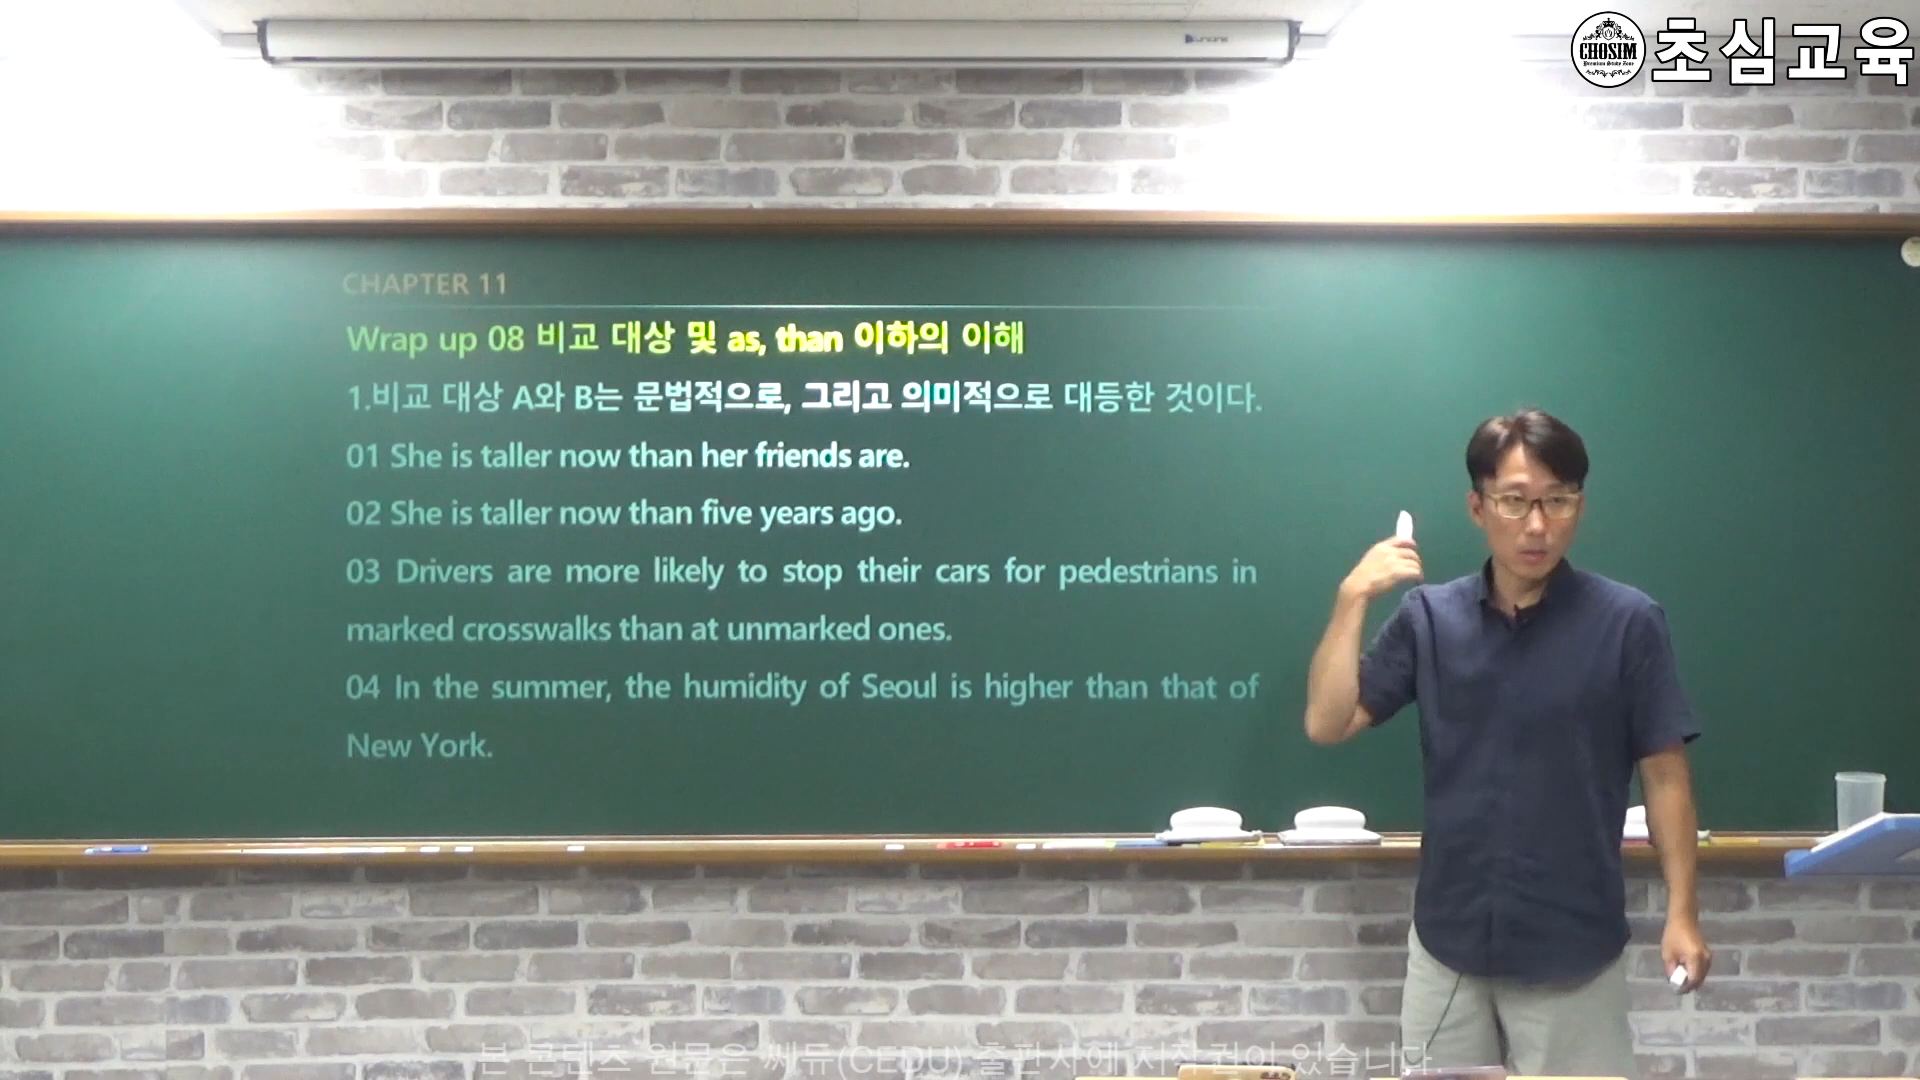 CHOSIM
Premium Study Zone
초심교육
CHAPTER 11
Wrap up 08 비교 대상 및 as, than 이하의 이해
1.비교 대상 A와 B는 문법적으로, 그리고 의미적으로 대등한 것이다.
01 She is taller now than her friends are.
02 She is taller now than five years ago.
03 Drivers are more likely to stop their cars for pedestrians in
marked crosswalks than at unmarked ones.
04 In the summer, the humidity of Seoul is higher than that of
New York.
본 콘텐츠 원문은 쎄듀(CEDU) 출판사에 저작권이 있습니다.